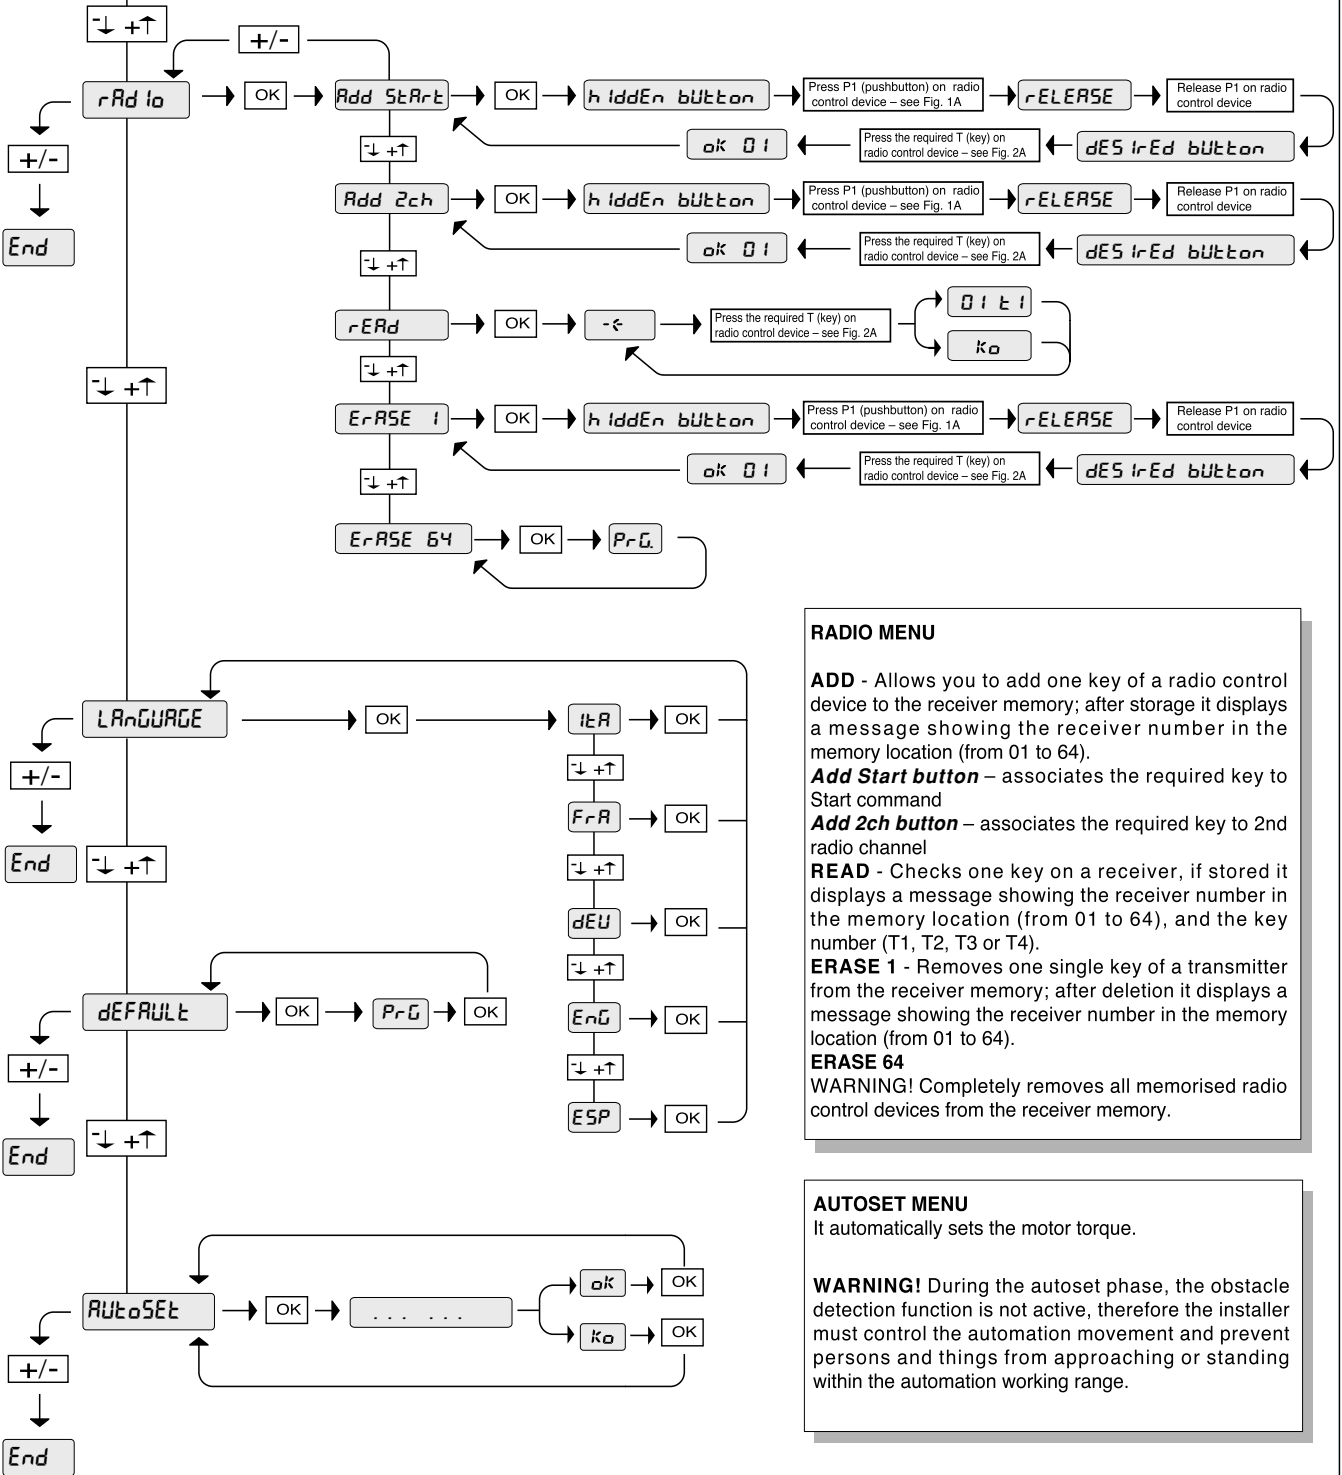 -↓ +↑
+/-
rAdIo
OK
Add StArt
OK
hIddEn bUtton
Press P1 (pushbutton) on radio
control device – see Fig. 1A
rELEASE
Release P1 on radio
control device
+/-
End
-↓ +↑
oK 01
Press the required T (key) on
radio control device – see Fig. 2A
dESIrEd bUtton
Add 2ch
OK
hIddEn bUtton
Press P1 (pushbutton) on radio
control device – see Fig. 1A
rELEASE
Release P1 on radio
control device
-↓ +↑
oK 01
Press the required T (key) on
radio control device – see Fig. 2A
dESIrEd bUtton
rEAd
OK
-<-
Press the required T (key) on
radio control device – see Fig. 2A
01 t1
Ko
-↓ +↑
-↓ +↑
ErASE 1
OK
hIddEn bUtton
Press P1 (pushbutton) on radio
control device – see Fig. 1A
rELEASE
Release P1 on radio
control device
-↓ +↑
oK 01
Press the required T (key) on
radio control device – see Fig. 2A
dESIrEd bUtton
ErASE 64
OK
PrG.
LAnGUAGE
OK
ItA
OK
-↓ +↑
FrA
OK
-↓ +↑
dEU
OK
-↓ +↑
EnG
OK
-↓ +↑
ESP
OK
+/-
End
-↓ +↑
dEFAULt
OK
PrG
OK
+/-
End
-↓ +↑
AUtoSEt
OK
... ...
oK
OK
Ko
OK
+/-
End
RADIO MENU
ADD - Allows you to add one key of a radio control
device to the receiver memory; after storage it displays
a message showing the receiver number in the
memory location (from 01 to 64).
Add Start button – associates the required key to
Start command
Add 2ch button – associates the required key to 2nd
radio channel
READ - Checks one key on a receiver, if stored it
displays a message showing the receiver number in
the memory location (from 01 to 64), and the key
number (T1, T2, T3 or T4).
ERASE 1 - Removes one single key of a transmitter
from the receiver memory; after deletion it displays a
message showing the receiver number in the memory
location (from 01 to 64).
ERASE 64
WARNING! Completely removes all memorised radio
control devices from the receiver memory.
AUTOSET MENU
It automatically sets the motor torque.
WARNING! During the autoset phase, the obstacle
detection function is not active, therefore the installer
must control the automation movement and prevent
persons and things from approaching or standing
within the automation working range.